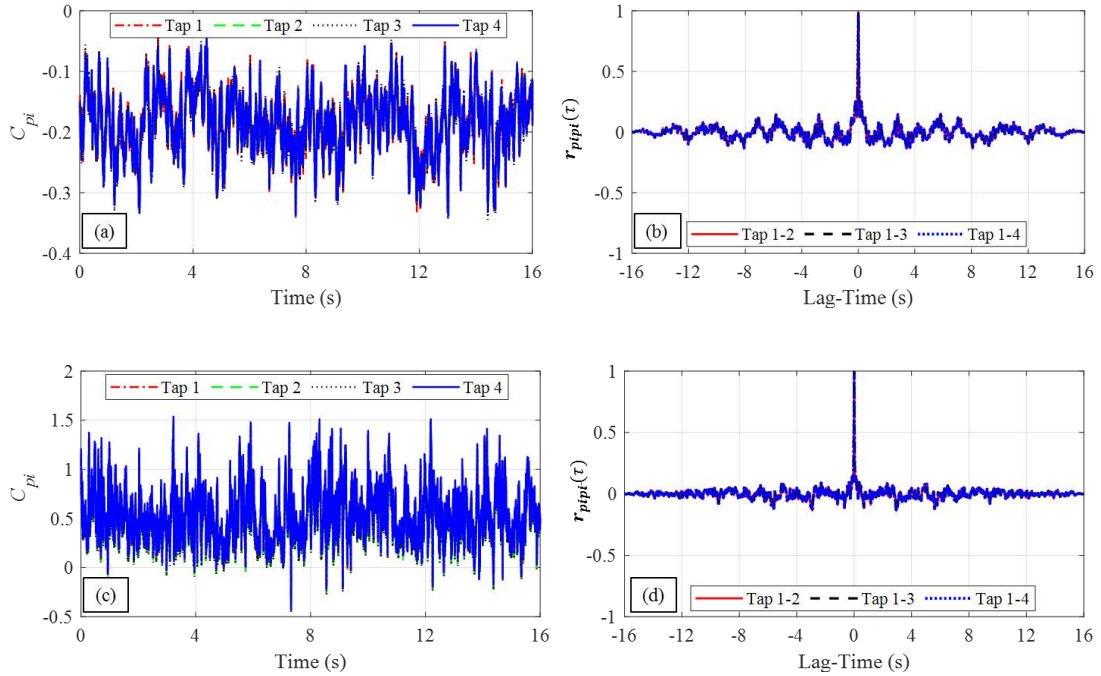 Tap 1 Tap 2 Tap 3 Tap 4
0
-0.1
-0.2
-0.3
-0.4
C_pi
(a)
0 4 8 12 16
Time (s)
1
0.5
0
-0.5
-1
r_pipi(τ)
(b)
Tap 1-2 Tap 1-3 Tap 1-4
-16 -12 -8 -4 0 4 8 12 16
Lag-Time (s)
Tap 1 Tap 2 Tap 3 Tap 4
2
1.5
1
0.5
0
-0.5
C_pi
(c)
0 4 8 12 16
Time (s)
1
0.5
0
-0.5
-1
r_pipi(τ)
(d)
Tap 1-2 Tap 1-3 Tap 1-4
-16 -12 -8 -4 0 4 8 12 16
Lag-Time (s)